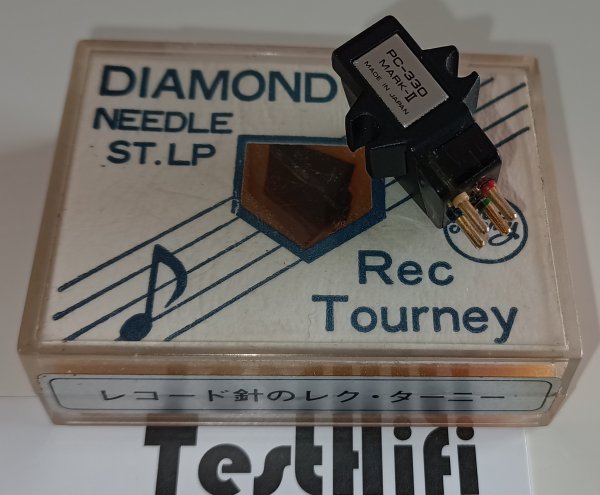 DIAMOND
NEEDLE
ST. LP
PC-330
MARK-II
MADE IN JAPAN
Rec
Tourney
レコード針のレク・ターニー
TestHifi